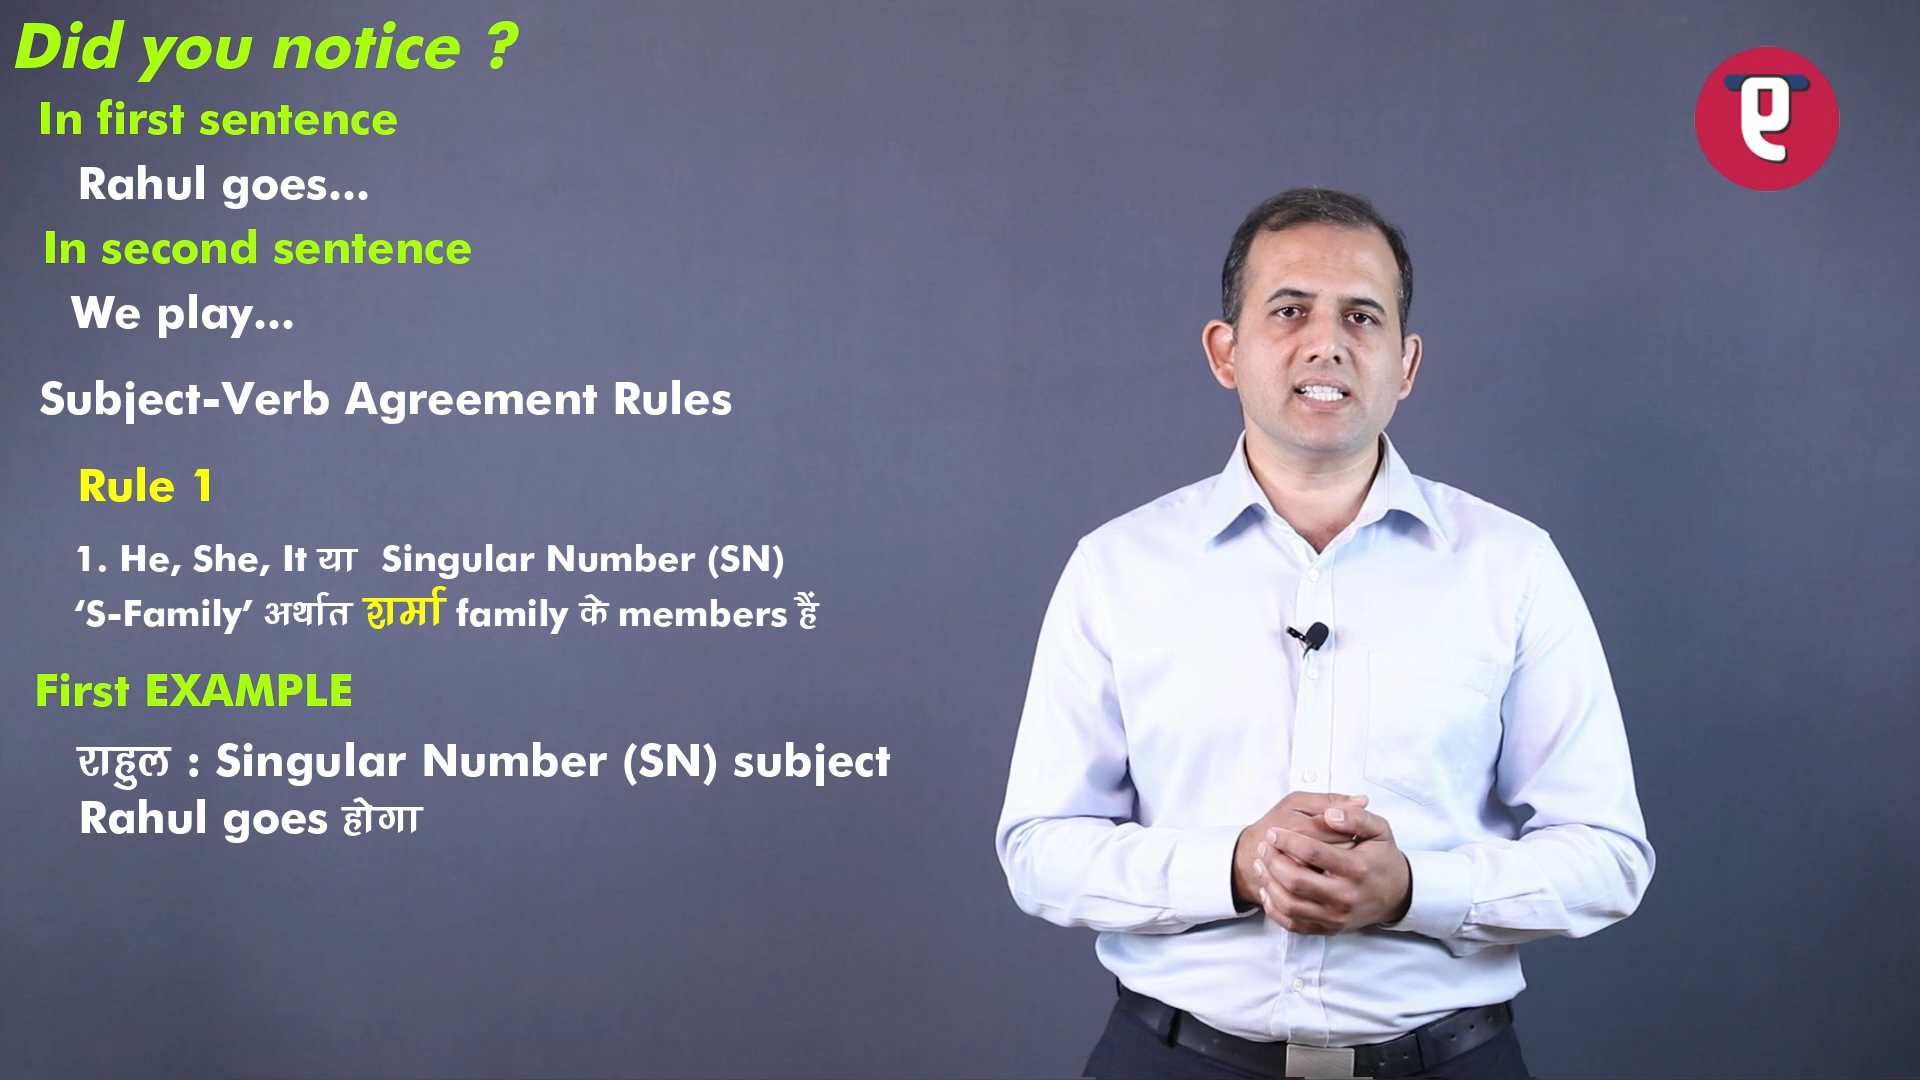 Did you notice ?
In first sentence
Rahul goes...
In second sentence
We play...
Subject-Verb Agreement Rules
Rule 1
1. He, She, It या Singular Number (SN)
‘S-Family’ अर्थात शर्मा family के members हैं
First EXAMPLE
राहुल : Singular Number (SN) subject
Rahul goes होगा